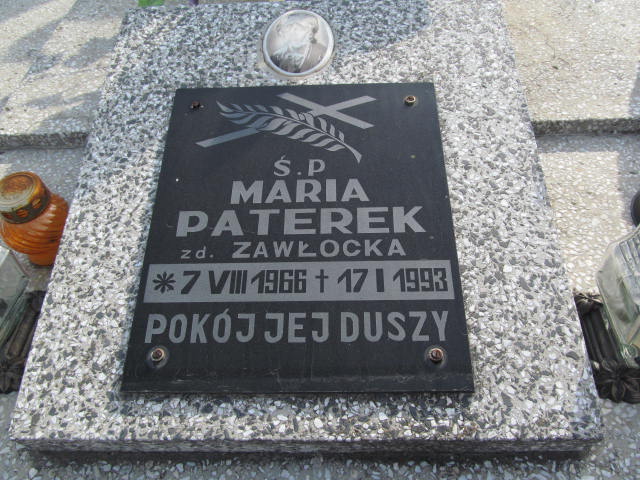 Ś.P
MARIA
PATEREK
zd. ZAWŁOCKA
* 7 VIII 1966 † 17 I 1993
POKÓJ JEJ DUSZY